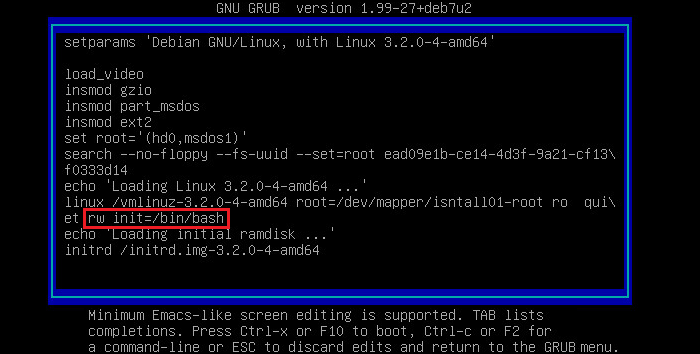 GNU GRUB  version 1.99-27+deb7u2
setparams 'Debian GNU/Linux, with Linux 3.2.0-4-amd64'
load_video
insmod gzio
insmod part_msdos
insmod ext2
set root='(hd0,msdos1)'
search --no-floppy --fs-uuid --set=root ead09e1b-ce14-4d3f-9a21-cf13\
f0333d14
echo 'Loading Linux 3.2.0-4-amd64 ...'
linux /vmlinuz-3.2.0-4-amd64 root=/dev/mapper/isntall01-root ro  qui\
et rw init=/bin/bash
echo 'Loading initial ramdisk ...'
initrd /initrd.img-3.2.0-4-amd64
Minimum Emacs-like screen editing is supported. TAB lists
completions. Press Ctrl-x or F10 to boot, Ctrl-c or F2 for
a command-line or ESC to discard edits and return to the GRUB menu.